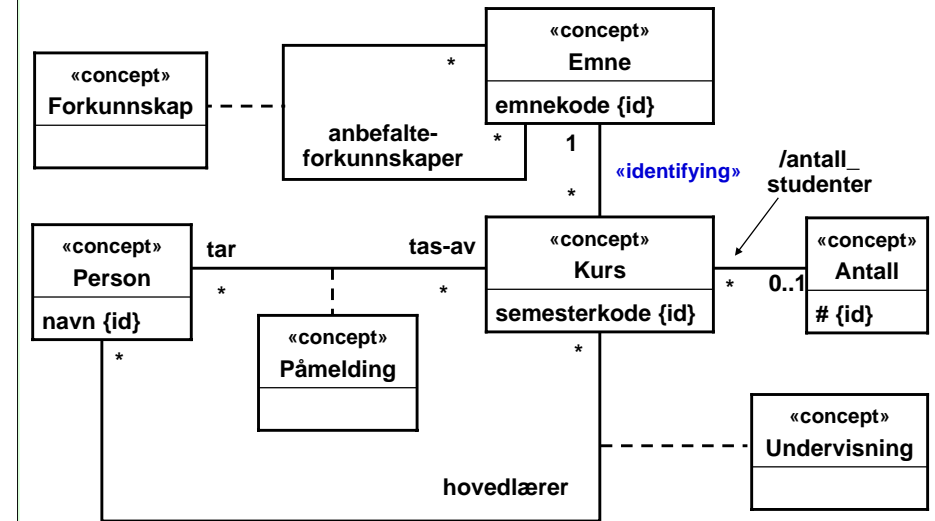 «concept»
Emne
emnekode {id}
«concept»
Forkunnskap
*
anbefalte-
forkunnskaper
*
1
«identifying»
*
/antall_
studenter
«concept»
Person
navn {id}
tar
*
tas-av
*
«concept»
Kurs
semesterkode {id}
*
0..1
«concept»
Antall
# {id}
*
«concept»
Påmelding
*
«concept»
Undervisning
hovedlærer